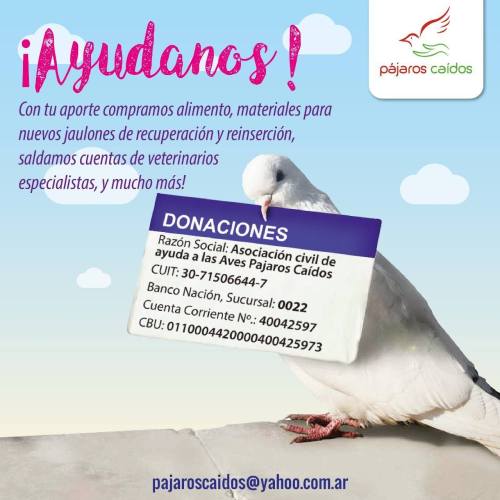 ¡Ayudanos!
pájaros caídos
Con tu aporte compramos alimento, materiales para
nuevos jaulones de recuperación y reinserción,
saldamos cuentas de veterinarios
especialistas, y mucho más!
DONACIONES
Razón Social: Asociación civil de
ayuda a las Aves Pajaros Caídos
CUIT: 30-71506644-7
Banco Nación, Sucursal: 0022
Cuenta Corriente Nº.: 40042597
CBU: 0110004420000400425973
pajaroscaidos@yahoo.com.ar